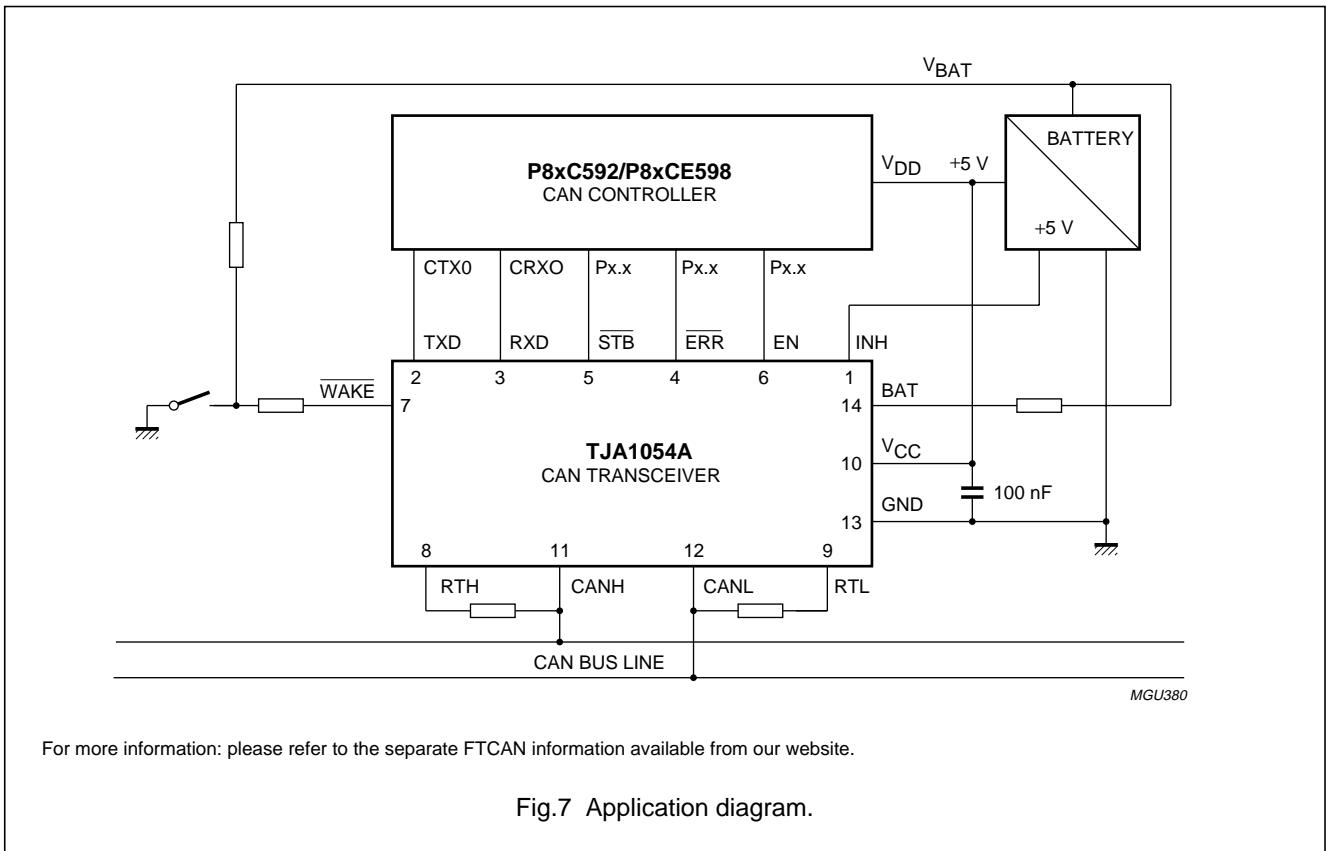 VBAT
BATTERY
P8xC592/P8xCE598
CAN CONTROLLER
VDD +5 V
+5 V
CTX0 CRXO Px.x Px.x Px.x
TXD RXD STB ERR EN INH
2 3 5 4 6 1
WAKE
7
BAT
14
TJA1054A
CAN TRANSCEIVER
VCC
10
100 nF
GND
13
8 11 12 9
RTH CANH CANL RTL
CAN BUS LINE
MGU380
For more information: please refer to the separate FTCAN information available from our website.
Fig.7 Application diagram.